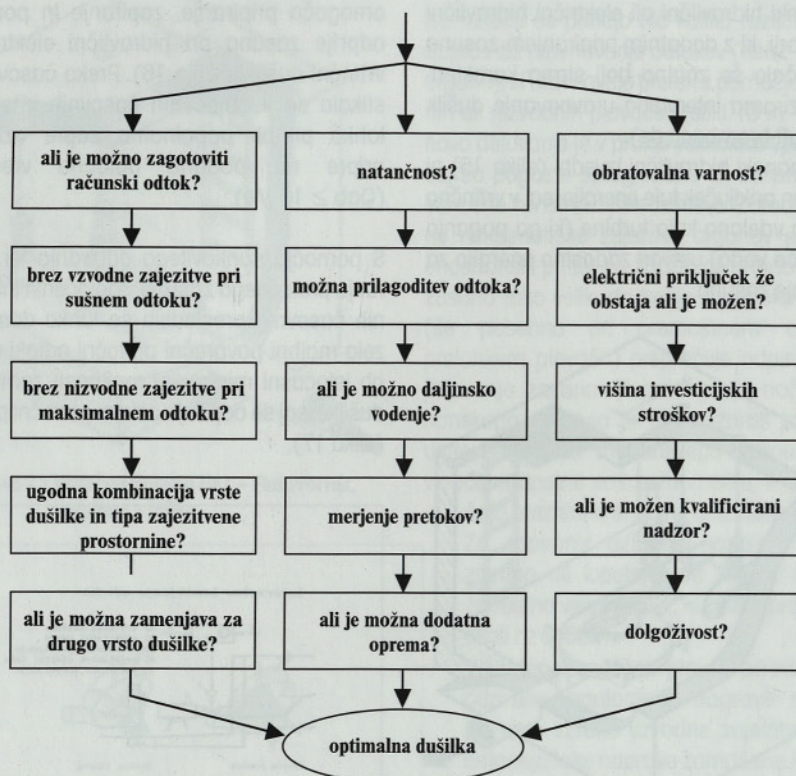 ali je možno zagotoviti
računski odtok?
brez vzvodne zajezitve pri
sušnem odtoku?
brez nizvodne zajezitve pri
maksimalnem odtoku?
ugodna kombinacija vrste
dušilke in tipa zajezitvene
prostornine?
ali je možna zamenjava za
drugo vrsto dušilke?
natančnost?
možna prilagoditev odtoka?
ali je možno daljinsko
vodenje?
merjenje pretokov?
ali je možna dodatna
oprema?
obratovalna varnost?
električni priključek že
obstaja ali je možen?
višina investicijskih
stroškov?
ali je možen kvalificirani
nadzor?
dolgoživost?
optimalna dušilka